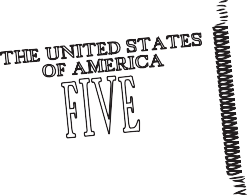 THE UNITED STATES
OF AMERICA
FIVE